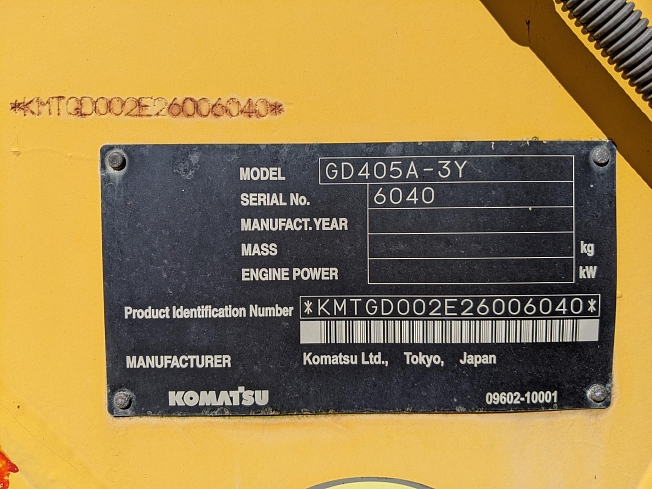 *KMTGD002E26006040*
MODEL GD405A-3Y
SERIAL No. 6040
MANUFACT.YEAR
MASS kg
ENGINE POWER kW
Product Identification Number *KMTGD002E26006040*
MANUFACTURER Komatsu Ltd., Tokyo, Japan
KOMATSU 09602-10001